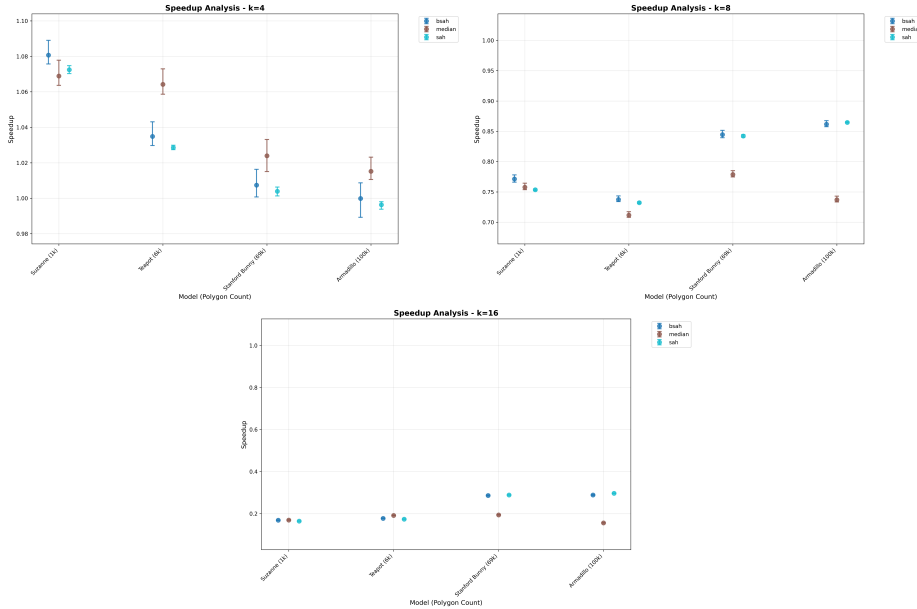 Speedup Analysis - k=4
1.10
1.08
1.06
1.04
1.02
1.00
0.98
Speedup
Suzanne (1k)
Teapot (6k)
Stanford Bunny (69k)
Armadillo (100k)
Model (Polygon Count)
bsah
median
sah
Speedup Analysis - k=8
1.00
0.95
0.90
0.85
0.80
0.75
0.70
Speedup
Suzanne (1k)
Teapot (6k)
Stanford Bunny (69k)
Armadillo (100k)
Model (Polygon Count)
bsah
median
sah
Speedup Analysis - k=16
1.0
0.8
0.6
0.4
0.2
Speedup
Suzanne (1k)
Teapot (6k)
Stanford Bunny (69k)
Armadillo (100k)
Model (Polygon Count)
bsah
median
sah